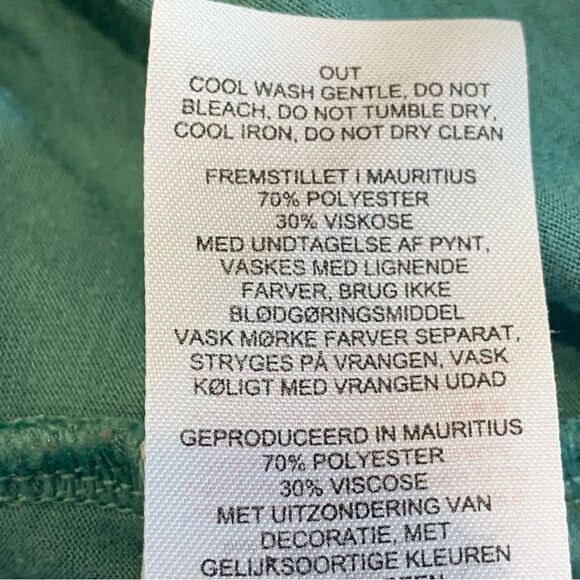 OUT
COOL WASH GENTLE, DO NOT
BLEACH, DO NOT TUMBLE DRY,
COOL IRON, DO NOT DRY CLEAN
FREMSTILLET I MAURITIUS
70% POLYESTER
30% VISKOSE
MED UNDTAGELSE AF PYNT,
VASKES MED LIGNENDE
FARVER, BRUG IKKE
BLØDGØRINGSMIDDEL
VASK MØRKE FARVER SEPARAT,
STRYGES PÅ VRANGEN, VASK
KØLIGT MED VRANGEN UDAD
GEPRODUCEERD IN MAURITIUS
70% POLYESTER
30% VISCOSE
MET UITZONDERING VAN
DECORATIE, MET
GELIJKSOORTIGE KLEUREN